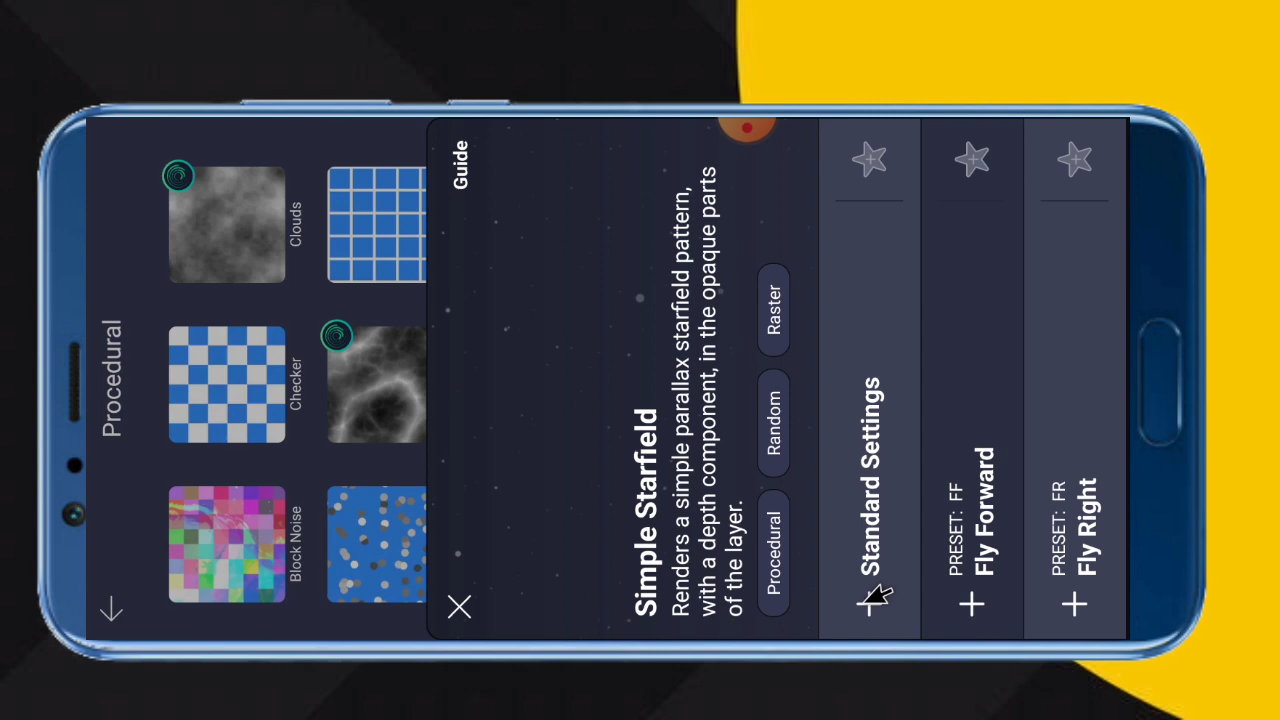 Procedural
Block Noise
Checker
Clouds
Guide
Simple Starfield
Renders a simple parallax starfield pattern,
with a depth component, in the opaque parts
of the layer.
Procedural
Random
Raster
Standard Settings
PRESET: FF
Fly Forward
PRESET: FR
Fly Right